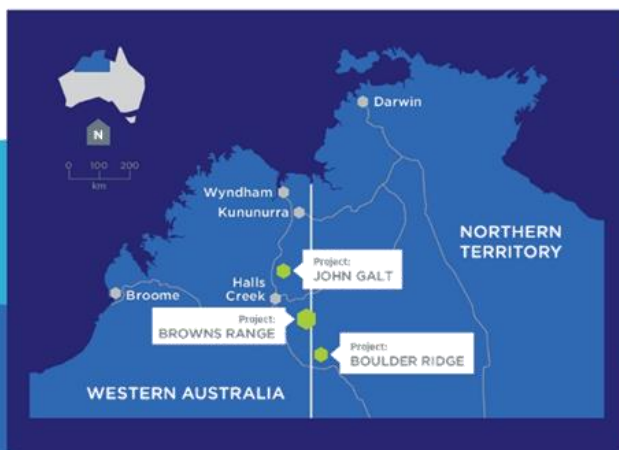 Darwin
N
0 100 200
km
Wyndham
Kununurra
NORTHERN
TERRITORY
Project:
JOHN GALT
Halls
Creek
Broome
Project:
BROWNS RANGE
Project:
BOULDER RIDGE
WESTERN AUSTRALIA